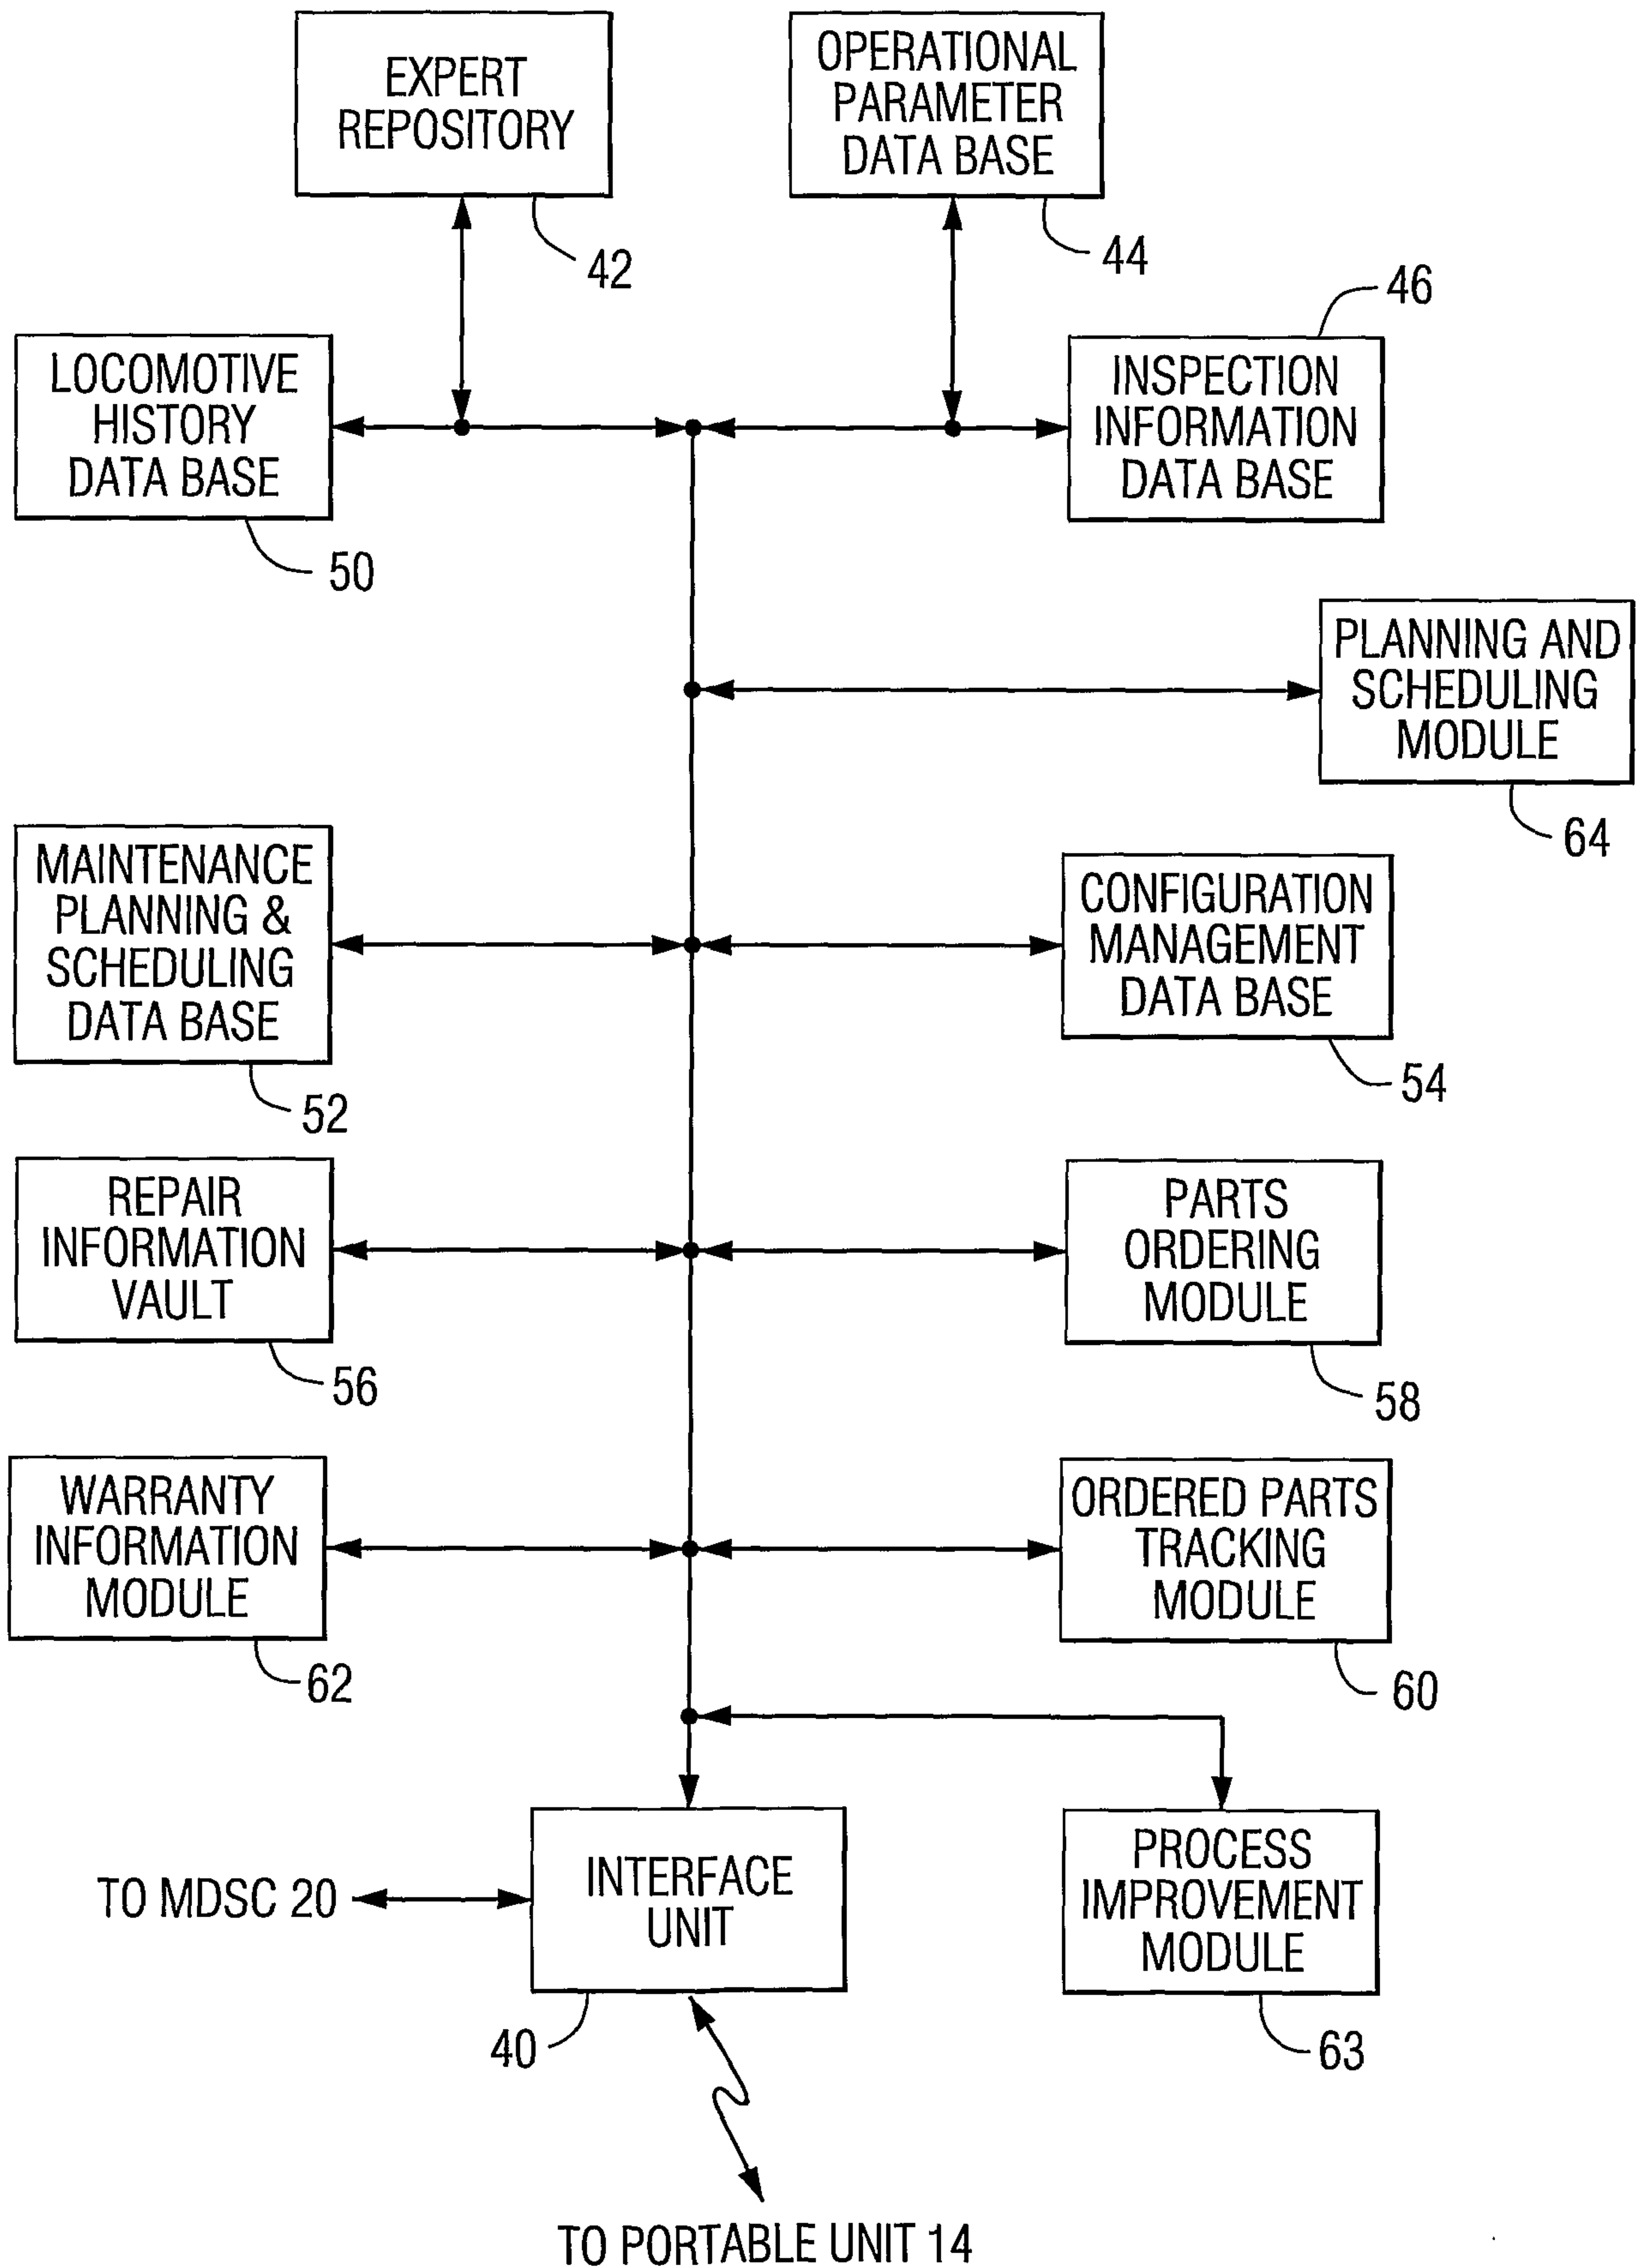 EXPERT
REPOSITORY
42
OPERATIONAL
PARAMETER
DATA BASE
44
46
LOCOMOTIVE
HISTORY
DATA BASE
50
INSPECTION
INFORMATION
DATA BASE
PLANNING AND
SCHEDULING
MODULE
64
MAINTENANCE
PLANNING &
SCHEDULING
DATA BASE
52
CONFIGURATION
MANAGEMENT
DATA BASE
54
REPAIR
INFORMATION
VAULT
56
PARTS
ORDERING
MODULE
58
WARRANTY
INFORMATION
MODULE
62
ORDERED PARTS
TRACKING
MODULE
60
TO MDSC 20
INTERFACE
UNIT
40
PROCESS
IMPROVEMENT
MODULE
63
TO PORTABLE UNIT 14